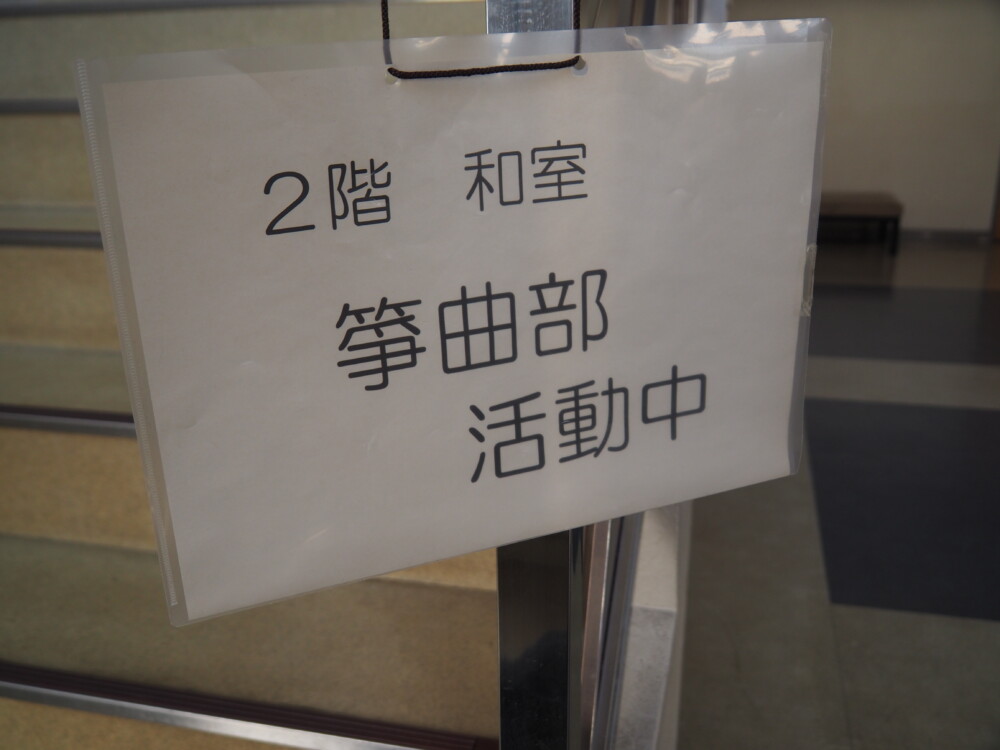 ２階　和室
箏曲部
活動中